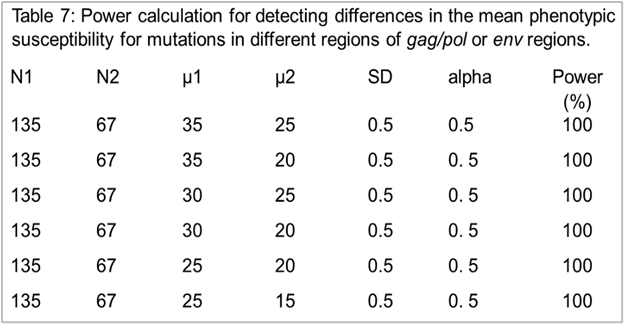 Table 7: Power calculation for detecting differences in the mean phenotypic
susceptibility for mutations in different regions of gag/pol or env regions.
N1 N2 µ1 µ2 SD alpha Power
(%)
135 67 35 25 0.5 0.5 100
135 67 35 20 0.5 0. 5 100
135 67 30 25 0.5 0. 5 100
135 67 30 20 0.5 0. 5 100
135 67 25 20 0.5 0. 5 100
135 67 25 15 0.5 0. 5 100